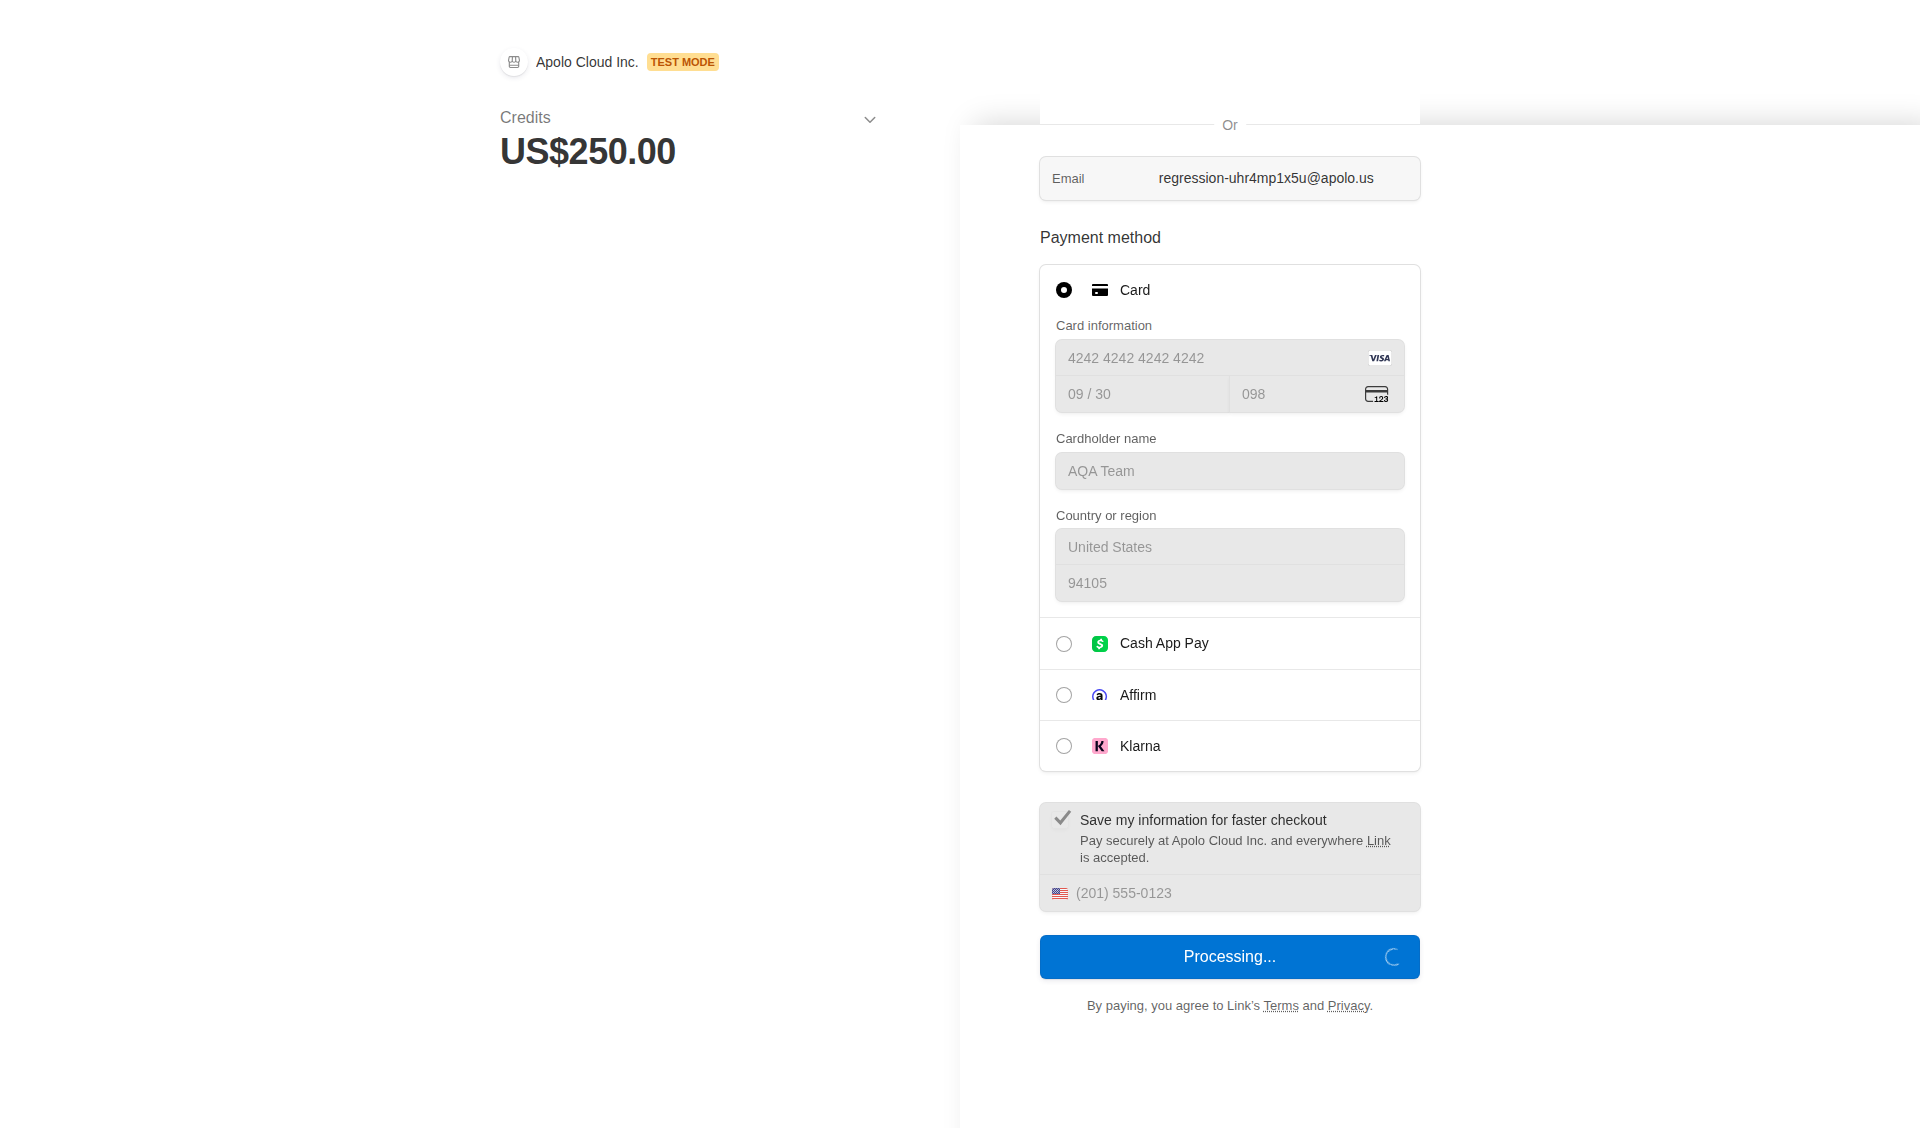 Apolo Cloud Inc. TEST MODE
Credits
US$250.00
Or
Email regression-uhr4mp1x5u@apolo.us
Payment method
Card
Card information
4242 4242 4242 4242 VISA
09 / 30 098 123
Cardholder name
AQA Team
Country or region
United States
94105
$ Cash App Pay
a Affirm
K Klarna
Save my information for faster checkout
Pay securely at Apolo Cloud Inc. and everywhere Link
is accepted.
(201) 555-0123
Processing...
By paying, you agree to Link’s Terms and Privacy.